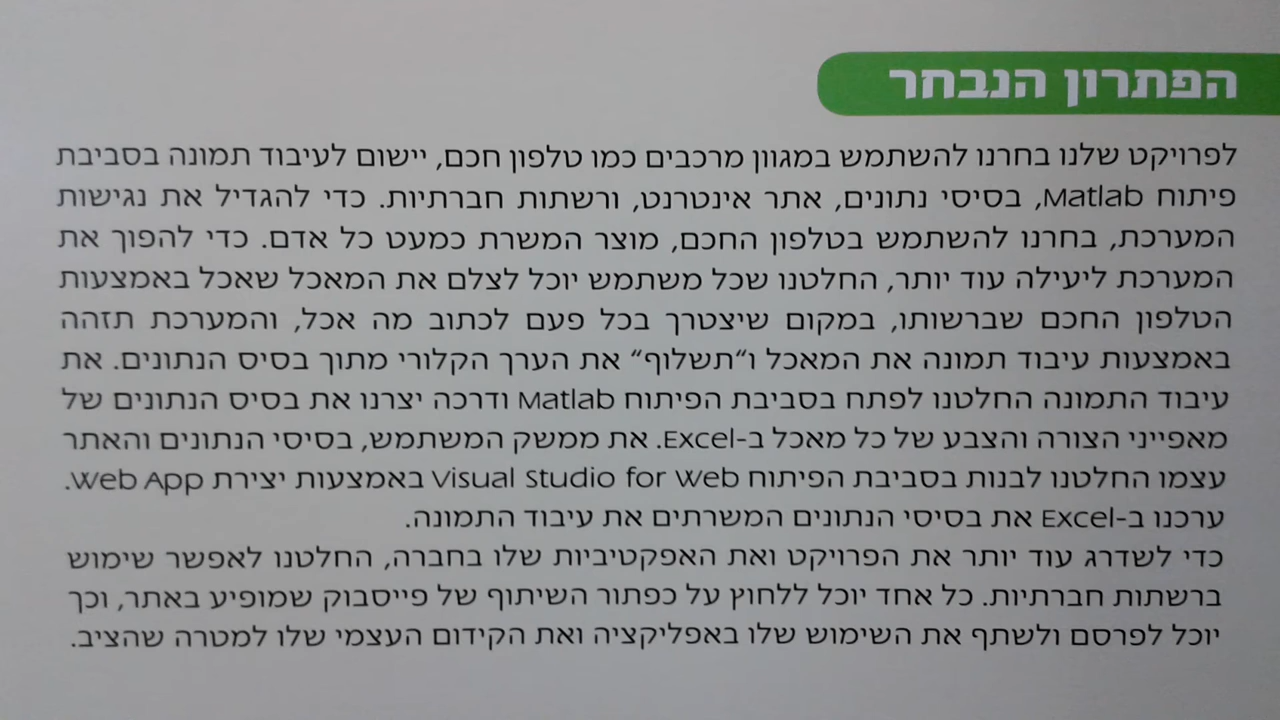 הפתרון הנבחר
לפרויקט שלנו בחרנו להשתמש במגוון מרכבים כמו טלפון חכם, יישום לעיבוד תמונה בסביבת
פיתוח Matlab, בסיסי נתונים, אתר אינטרנט, ורשתות חברתיות. כדי להגדיל את נגישות
המערכת, בחרנו להשתמש בטלפון החכם, מוצר המשרת כמעט כל אדם. כדי להפוך את
המערכת ליעילה עוד יותר, החלטנו שכל משתמש יוכל לצלם את המאכל שאכל באמצעות
הטלפון החכם שברשותו, במקום שיצטרך בכל פעם לכתוב מה אכל, והמערכת תזהה
באמצעות עיבוד תמונה את המאכל ו“תשלוף“ את הערך הקלורי מתוך בסיס הנתונים. את
עיבוד התמונה החלטנו לפתח בסביבת הפיתוח Matlab ודרכה יצרנו את בסיס הנתונים של
מאפייני הצורה והצבע של כל מאכל ב-Excel. את ממשק המשתמש, בסיסי הנתונים והאתר
עצמו החלטנו לבנות בסביבת הפיתוח Visual Studio for Web באמצעות יצירת Web App.
ערכנו ב-Excel את בסיסי הנתונים המשרתים את עיבוד התמונה.
כדי לשדרג עוד יותר את הפרויקט ואת האפקטיביות שלו בחברה, החלטנו לאפשר שימוש
ברשתות חברתיות. כל אחד יוכל ללחוץ על כפתור השיתוף של פייסבוק שמופיע באתר, וכך
יוכל לפרסם ולשתף את השימוש שלו באפליקציה ואת הקידום העצמי שלו למטרה שהציב.